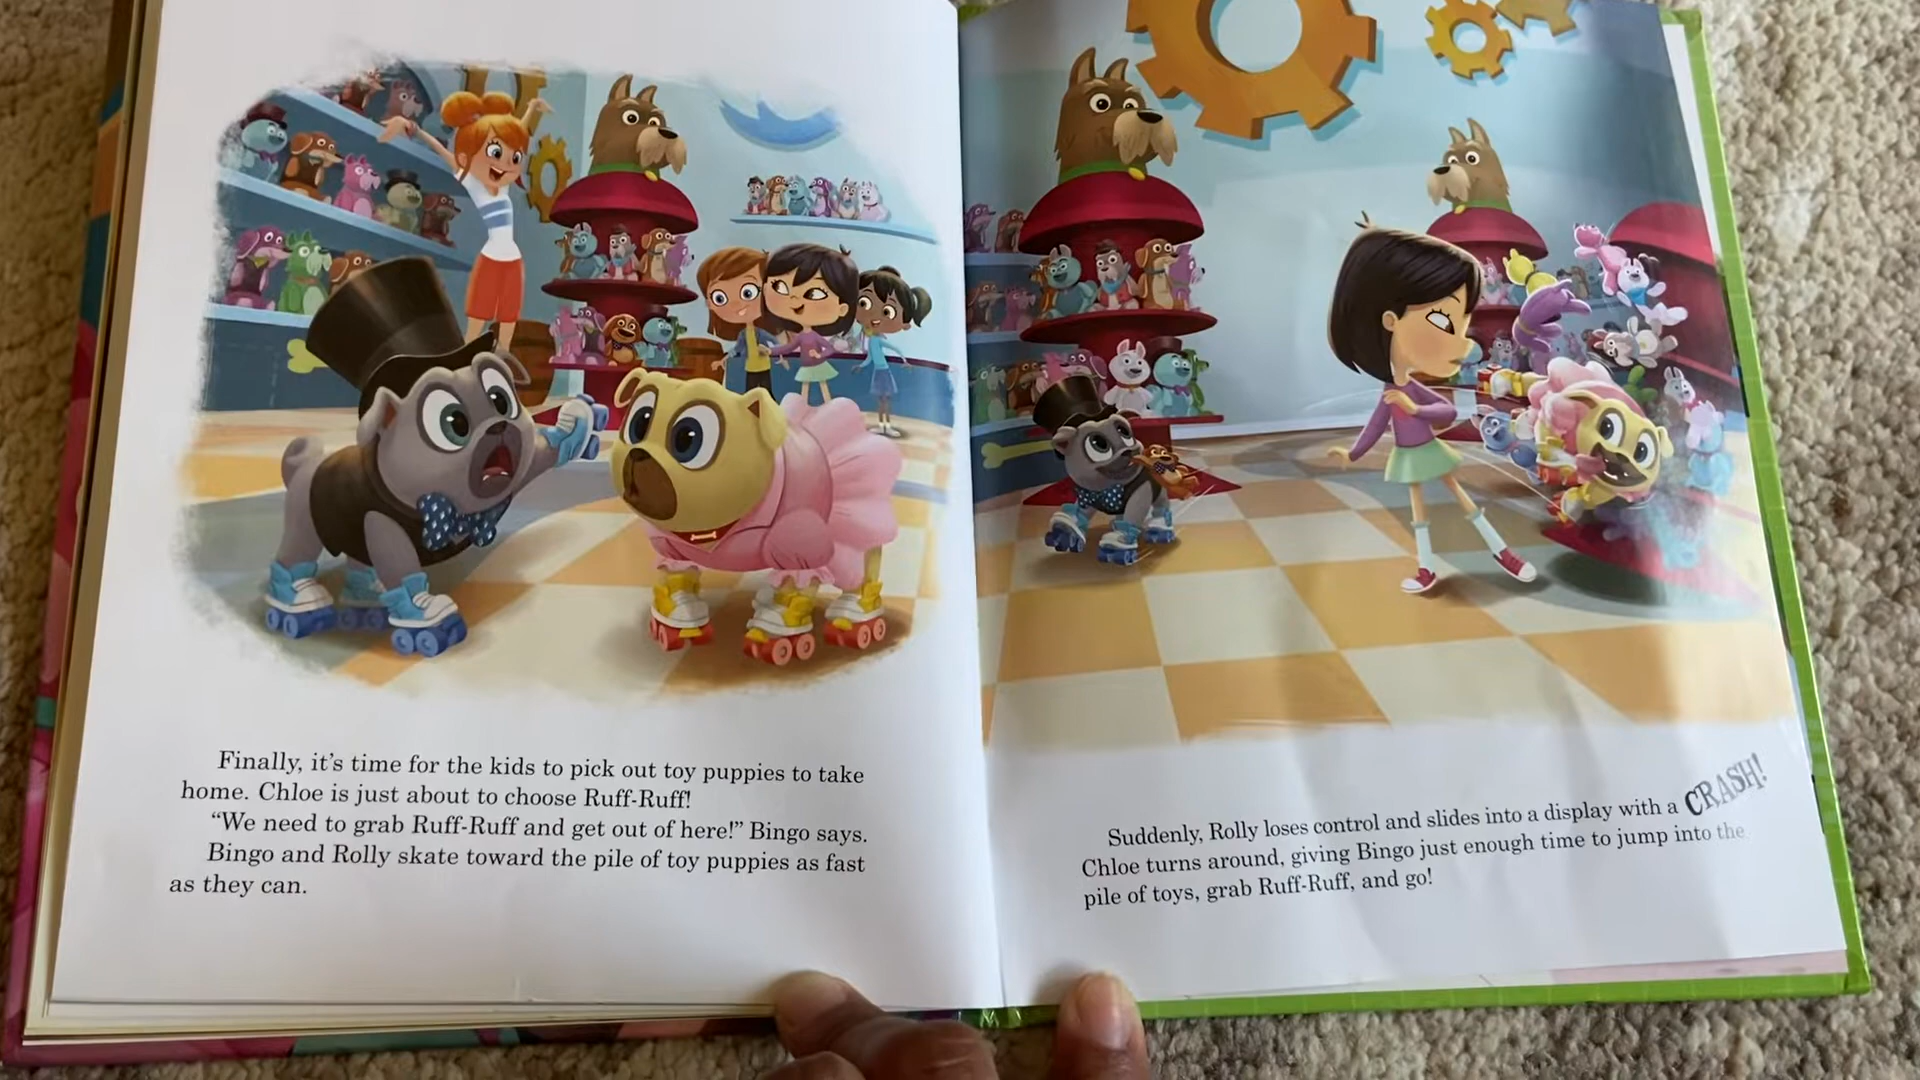 Finally, it's time for the kids to pick out toy puppies to take
home. Chloe is just about to choose Ruff-Ruff!
“We need to grab Ruff-Ruff and get out of here!” Bingo says.
Bingo and Rolly skate toward the pile of toy puppies as fast
as they can.
Suddenly, Rolly loses control and slides into a display with a CRASH!
Chloe turns around, giving Bingo just enough time to jump into the
pile of toys, grab Ruff-Ruff, and go!